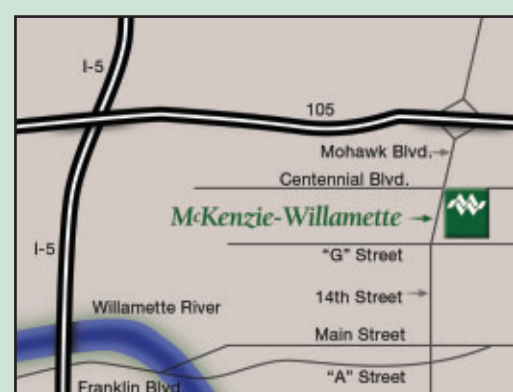 I-5
105
Mohawk Blvd.
Centennial Blvd.
McKenzie-Willamette
I-5
"G" Street
14th Street
Willamette River
Main Street
"A" Street
Franklin Blvd